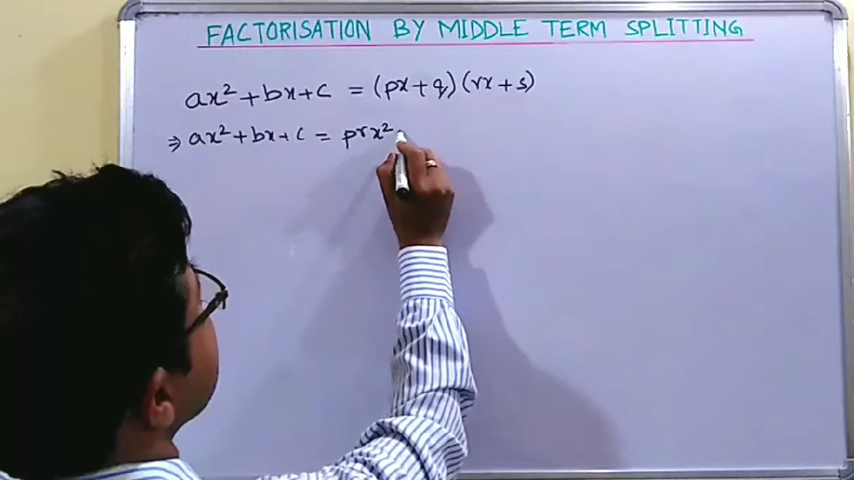 FACTORISATION BY MIDDLE TERM SPLITTING
ax² + bx + c = (px + q)(rx + s)
⇒ ax² + bx + c = prx²